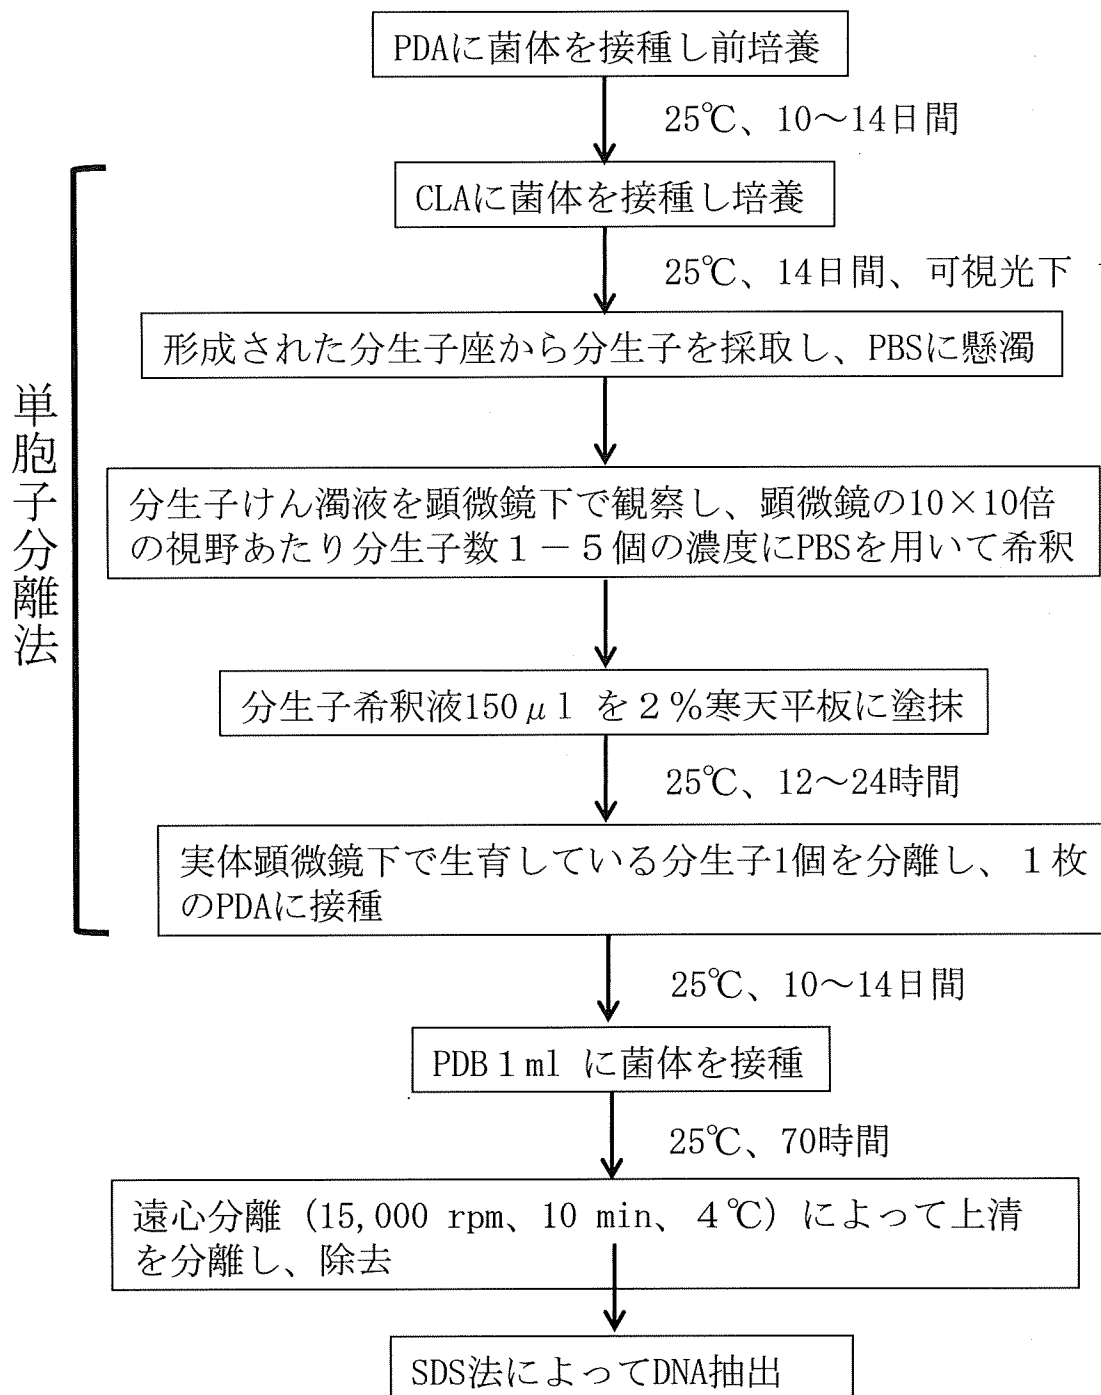 PDAに菌体を接種し前培養
25℃、10～14日間
CLAに菌体を接種し培養
25℃、14日間、可視光下
形成された分生子座から分生子を採取し、PBSに懸濁
分生子けん濁液を顕微鏡下で観察し、顕微鏡の10×10倍
の視野あたり分生子数１－５個の濃度にPBSを用いて希釈
分生子希釈液150μl を２％寒天平板に塗抹
25℃、12～24時間
実体顕微鏡下で生育している分生子1個を分離し、１枚
のPDAに接種
単胞子分離法
25℃、10～14日間
PDB１ml に菌体を接種
25℃、70時間
遠心分離（15,000 rpm、10 min、４℃）によって上清
を分離し、除去
SDS法によってDNA抽出